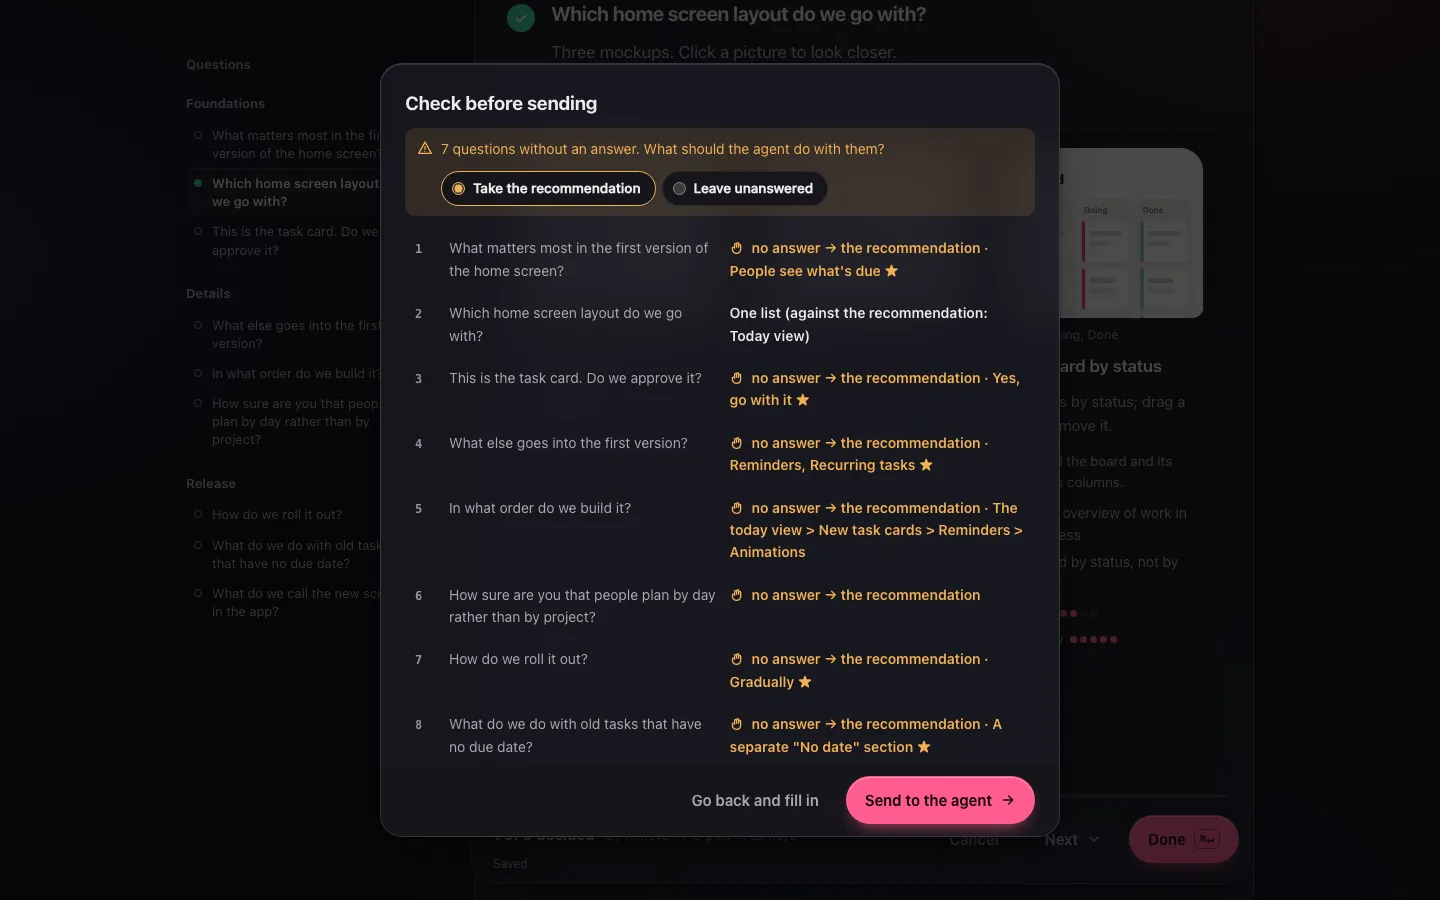 Which home screen layout do we go with?
Three mockups. Click a picture to look closer.
Questions
Foundations
What matters most in the fir
version of the home screen?
Which home screen layout
we go with?
This is the task card. Do we
approve it?
Details
What else goes into the first
version?
In what order do we build it?
How sure are you that peop
plan by day rather than by
project?
Release
How do we roll it out?
What do we do with old task
that have no due date?
What do we call the new scr
in the app?
Check before sending
7 questions without an answer. What should the agent do with them?
Take the recommendation
Leave unanswered
1 What matters most in the first version of the home screen?
no answer → the recommendation ·
People see what's due ★
2 Which home screen layout do we go with?
One list (against the recommendation:
Today view)
3 This is the task card. Do we approve it?
no answer → the recommendation · Yes,
go with it ★
4 What else goes into the first version?
no answer → the recommendation ·
Reminders, Recurring tasks ★
5 In what order do we build it?
no answer → the recommendation · The
today view > New task cards > Reminders >
Animations
6 How sure are you that people plan by day rather than by project?
no answer → the recommendation
7 How do we roll it out?
no answer → the recommendation ·
Gradually ★
8 What do we do with old tasks that have no due date?
no answer → the recommendation · A
separate "No date" section ★
Go back and fill in
Send to the agent →
Doing
Done
ing, Done
ard by status
s by status; drag a
move it.
the board and its
columns.
overview of work in
ess
d by status, not by
Saved
Cancel
Next
Done